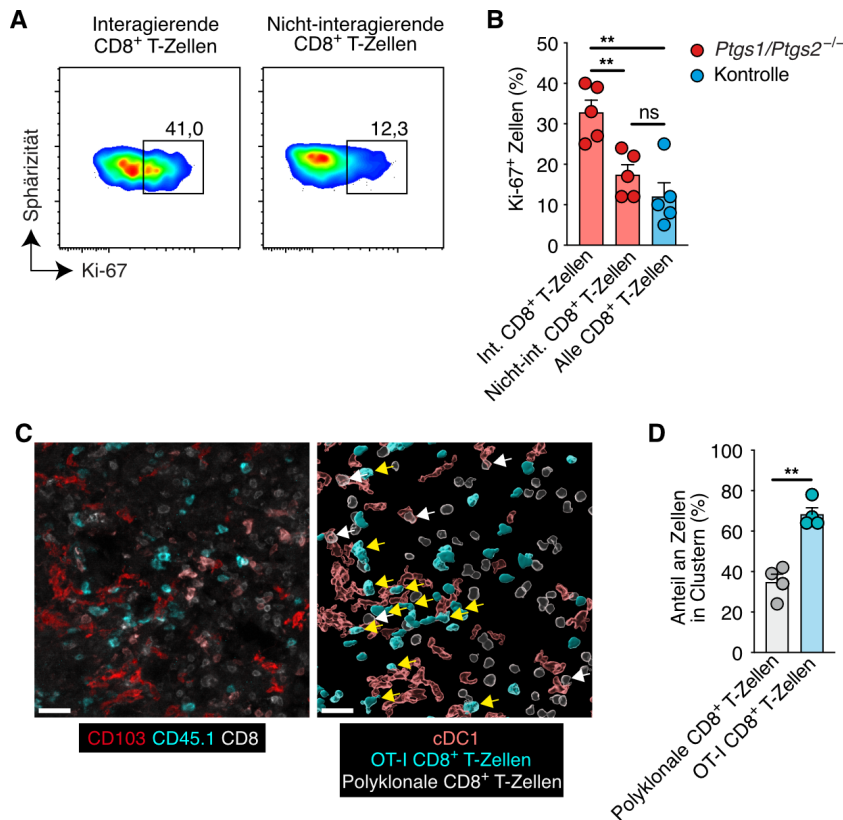 A
Interagierende
CD8⁺ T-Zellen
Nicht-interagierende
CD8⁺ T-Zellen
41,0
12,3
Sphärizität
Ki-67
B
Ki-67⁺ Zellen (%)
50
40
30
20
10
0
**
**
ns
Ptgs1/Ptgs2⁻/⁻
Kontrolle
Int. CD8⁺ T-Zellen
Nicht-int. CD8⁺ T-Zellen
Alle CD8⁺ T-Zellen
C
CD103 CD45.1 CD8
cDC1
OT-I CD8⁺ T-Zellen
Polyklonale CD8⁺ T-Zellen
D
Anteil an Zellen
in Clustern (%)
100
80
60
40
20
0
**
Polyklonale CD8⁺ T-Zellen
OT-I CD8⁺ T-Zellen